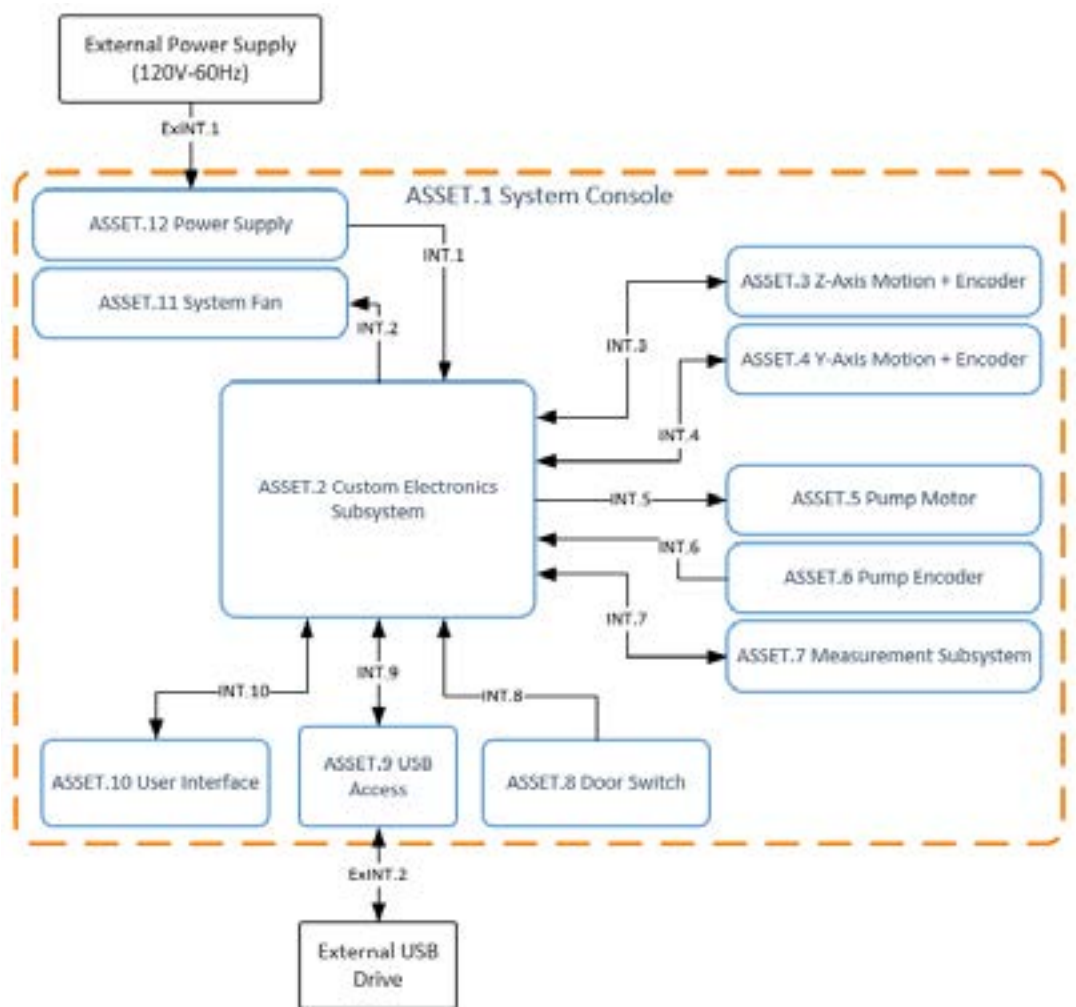 External Power Supply
(120V-60Hz)
ExINT.1
ASSET.1 System Console
ASSET.12 Power Supply
INT.1
ASSET.11 System Fan
INT.2
ASSET.3 Z-Axis Motion + Encoder
INT.3
ASSET.4 Y-Axis Motion + Encoder
INT.4
ASSET.2 Custom Electronics
Subsystem
INT.5
ASSET.5 Pump Motor
INT.6
ASSET.6 Pump Encoder
INT.7
ASSET.7 Measurement Subsystem
INT.10
INT.9
INT.8
ASSET.10 User Interface
ASSET.9 USB
Access
ASSET.8 Door Switch
ExINT.2
External USB
Drive